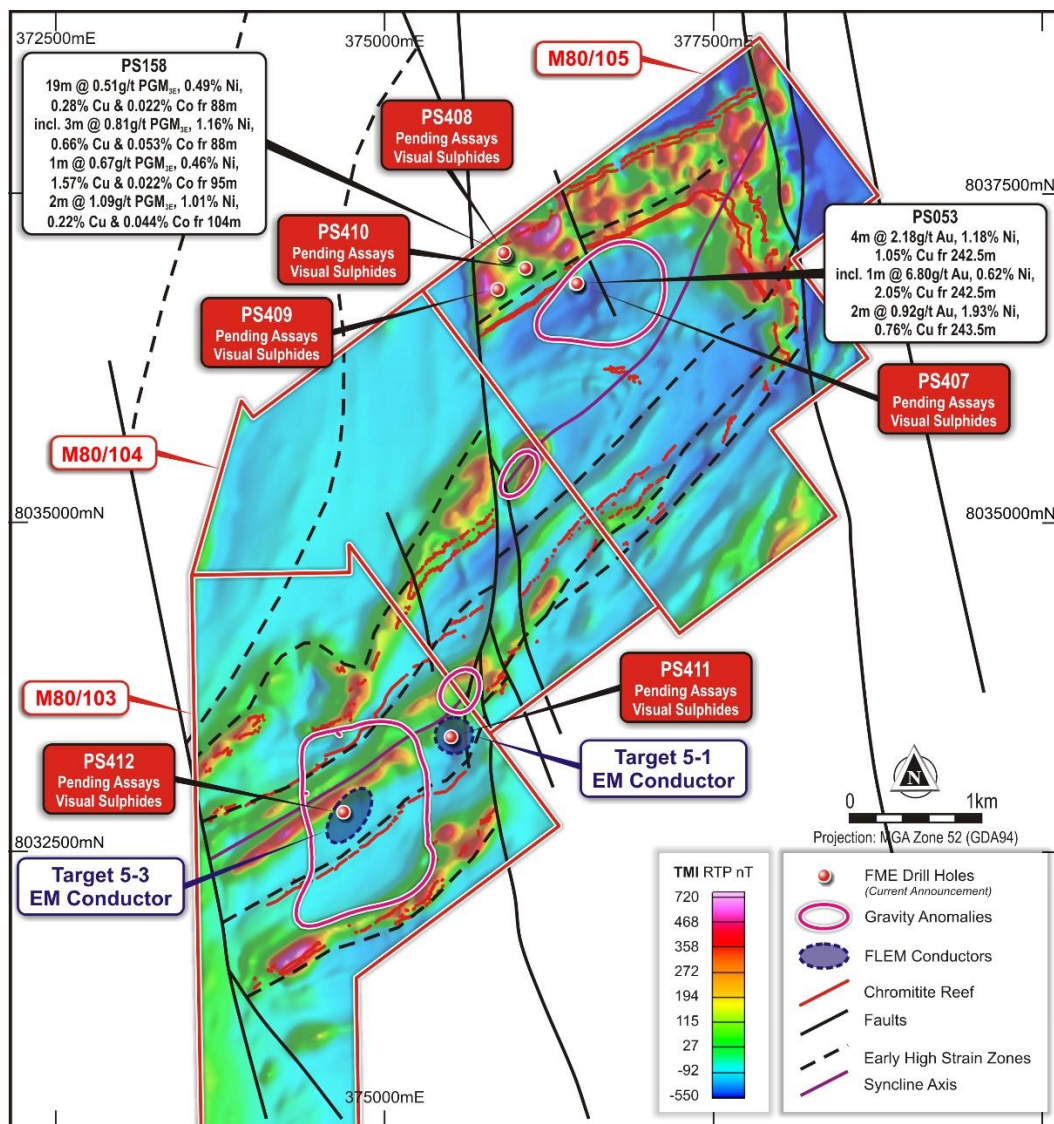 372500mE
375000mE
377500mE
PS158
19m @ 0.51g/t PGM3E, 0.49% Ni,
0.28% Cu & 0.022% Co fr 88m
incl. 3m @ 0.81g/t PGM3E, 1.16% Ni,
0.66% Cu & 0.053% Co fr 88m
1m @ 0.67g/t PGM3E, 0.46% Ni,
1.57% Cu & 0.022% Co fr 95m
2m @ 1.09g/t PGM3E, 1.01% Ni,
0.22% Cu & 0.044% Co fr 104m
M80/105
PS408
Pending Assays
Visual Sulphides
8037500mN
PS410
Pending Assays
Visual Sulphides
PS053
4m @ 2.18g/t Au, 1.18% Ni,
1.05% Cu fr 242.5m
incl. 1m @ 6.80g/t Au, 0.62% Ni,
2.05% Cu fr 242.5m
2m @ 0.92g/t Au, 1.93% Ni,
0.76% Cu fr 243.5m
PS409
Pending Assays
Visual Sulphides
PS407
Pending Assays
Visual Sulphides
M80/104
8035000mN
8035000mN
M80/103
PS411
Pending Assays
Visual Sulphides
PS412
Pending Assays
Visual Sulphides
Target 5-1
EM Conductor
N
0 1km
Projection: MGA Zone 52 (GDA94)
8032500mN
Target 5-3
EM Conductor
TMI RTP nT
720
468
358
272
194
115
27
-92
-550
FME Drill Holes
(Current Announcement)
Gravity Anomalies
FLEM Conductors
Chromitite Reef
Faults
Early High Strain Zones
Syncline Axis
375000mE